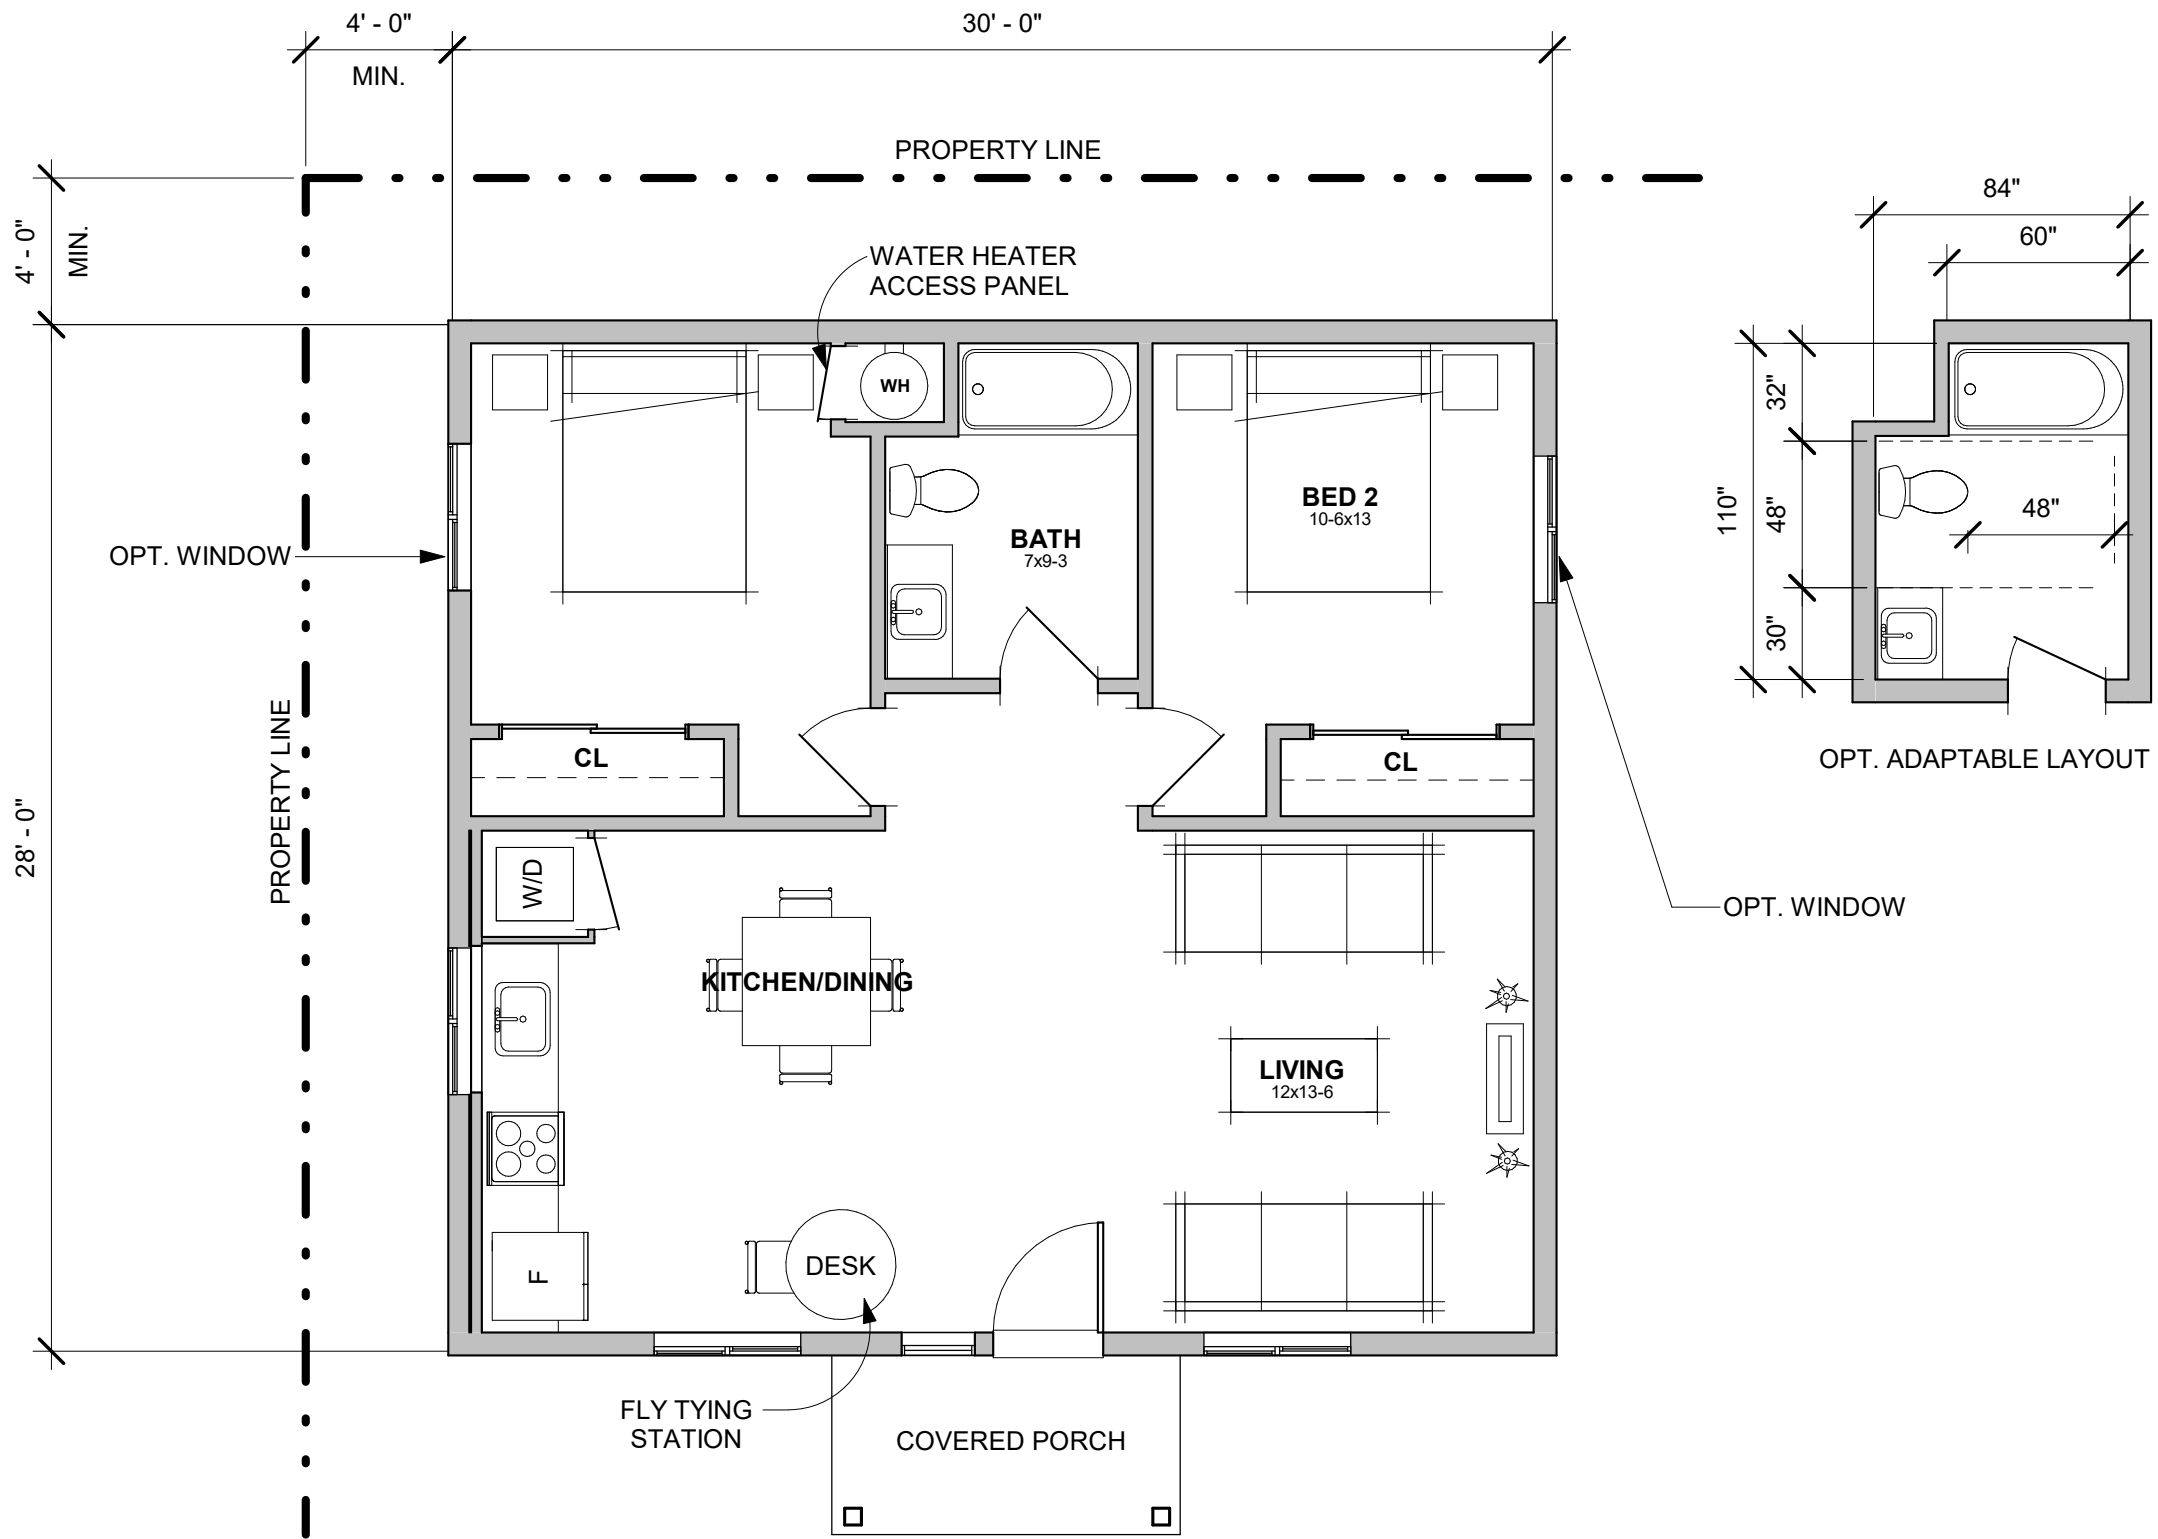 4' - 0"
30' - 0"
MIN.
PROPERTY LINE
84"
60"
4' - 0"
MIN.
WATER HEATER
ACCESS PANEL
WH
32"
110"
48"
48"
30"
BED 2
10-6x13
BATH
7x9-3
OPT. WINDOW
CL
CL
OPT. ADAPTABLE LAYOUT
PROPERTY LINE
28' - 0"
W/D
OPT. WINDOW
KITCHEN/DINING
LIVING
12x13-6
DESK
F
FLY TYING
STATION
COVERED PORCH